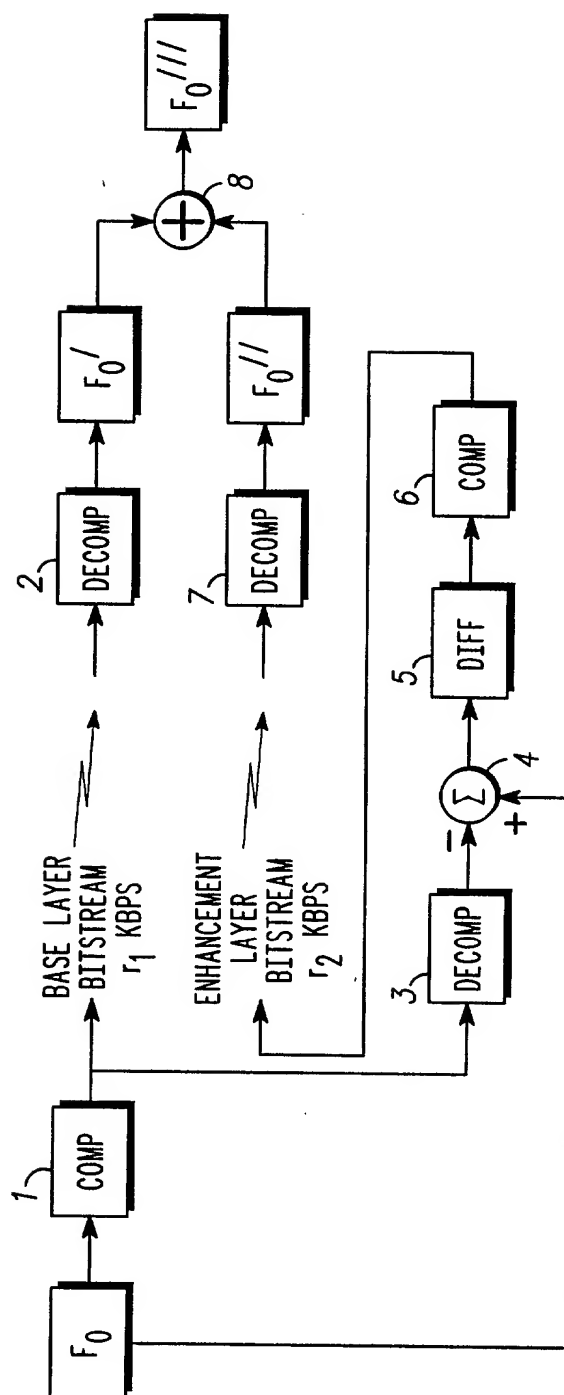 F0
1
COMP
BASE LAYER
BITSTREAM
r1 KBPS
2
DECOMP
F0/
ENHANCEMENT
LAYER
BITSTREAM
r2 KBPS
7
DECOMP
F0//
+
8
F0///
3
DECOMP
−
+
Σ
4
5
DIFF
6
COMP